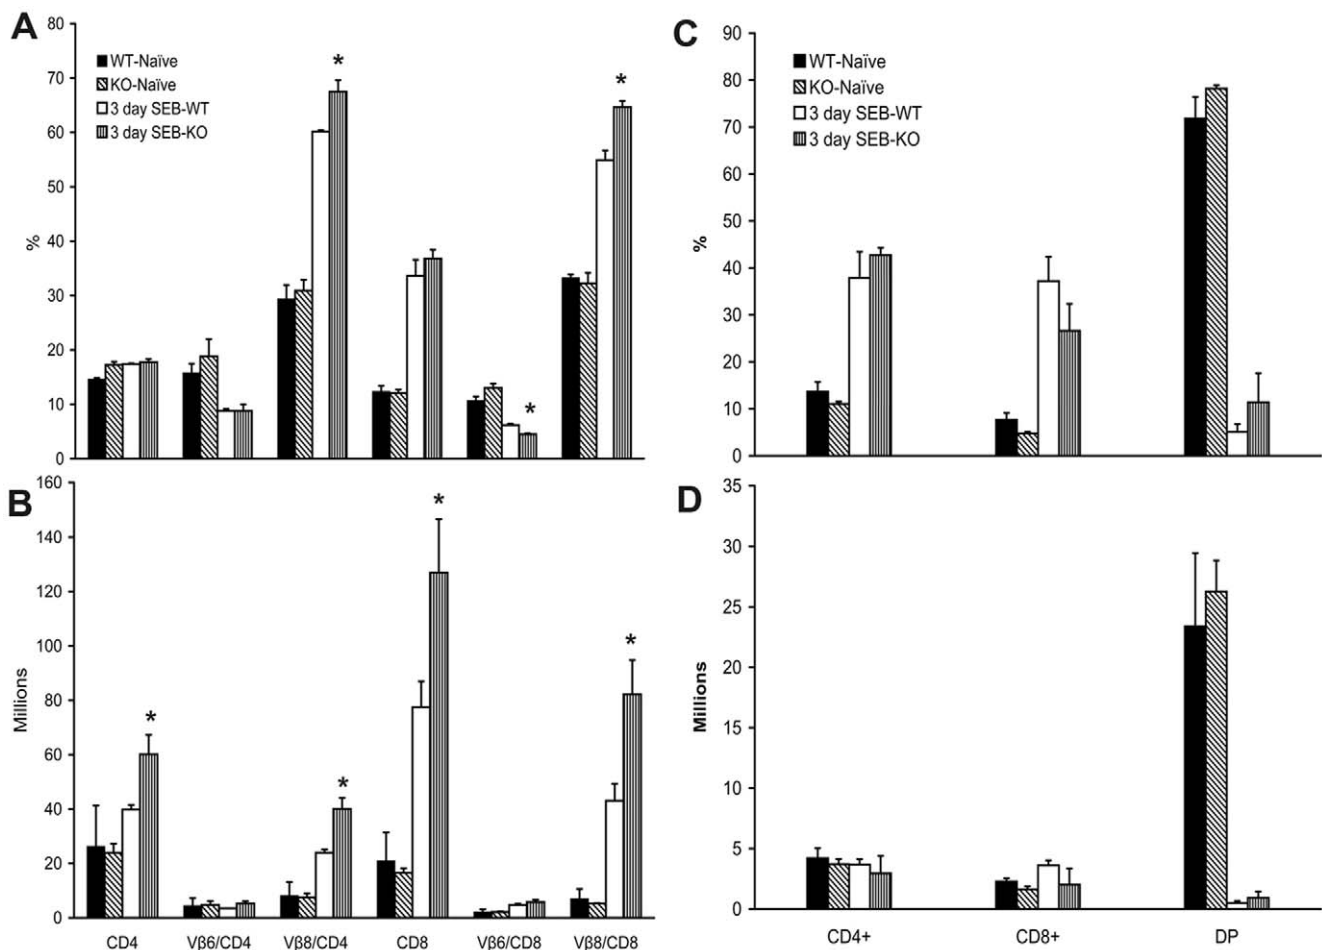 A
80
70
60
50
40
30
20
10
0
%
WT-Naïve
KO-Naïve
3 day SEB-WT
3 day SEB-KO
*
*
*
B
160
140
120
100
80
60
40
20
0
Millions
*
*
*
*
CD4
Vβ6/CD4
Vβ8/CD4
CD8
Vβ6/CD8
Vβ8/CD8
C
90
80
70
60
50
40
30
20
10
0
%
WT-Naïve
KO-Naïve
3 day SEB-WT
3 day SEB-KO
D
35
30
25
20
15
10
5
0
Millions
CD4+
CD8+
DP